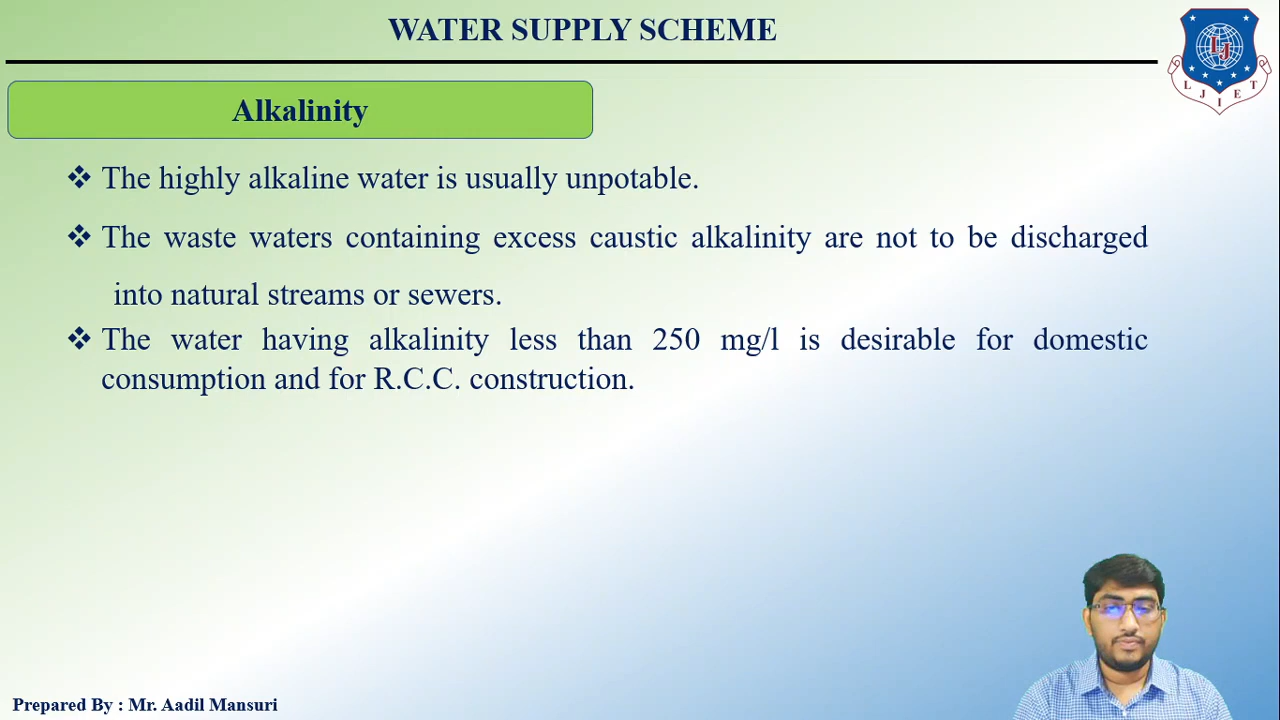 WATER SUPPLY SCHEME
LJ
L J I E T
Alkalinity
❖ The highly alkaline water is usually unpotable.
❖ The waste waters containing excess caustic alkalinity are not to be discharged
into natural streams or sewers.
❖ The water having alkalinity less than 250 mg/l is desirable for domestic
consumption and for R.C.C. construction.
Prepared By : Mr. Aadil Mansuri